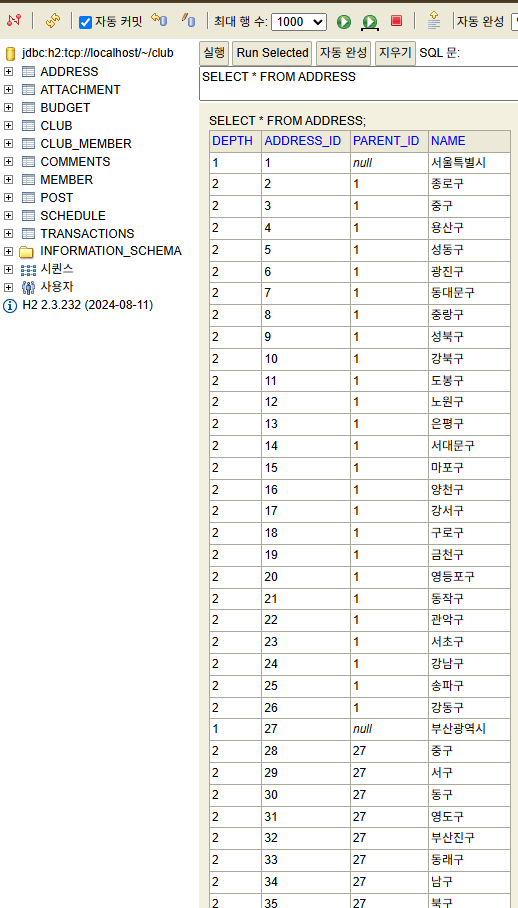 자동 커밋 최대 행 수: 1000 자동 완성
jdbc:h2:tcp://localhost/~/club
ADDRESS
ATTACHMENT
BUDGET
CLUB
CLUB_MEMBER
COMMENTS
MEMBER
POST
SCHEDULE
TRANSACTIONS
INFORMATION_SCHEMA
시퀀스
사용자
H2 2.3.232 (2024-08-11)
실행 Run Selected 자동 완성 지우기 SQL 문:
SELECT * FROM ADDRESS
SELECT * FROM ADDRESS;
DEPTH ADDRESS_ID PARENT_ID NAME
1 1 null 서울특별시
2 2 1 종로구
2 3 1 중구
2 4 1 용산구
2 5 1 성동구
2 6 1 광진구
2 7 1 동대문구
2 8 1 중랑구
2 9 1 성북구
2 10 1 강북구
2 11 1 도봉구
2 12 1 노원구
2 13 1 은평구
2 14 1 서대문구
2 15 1 마포구
2 16 1 양천구
2 17 1 강서구
2 18 1 구로구
2 19 1 금천구
2 20 1 영등포구
2 21 1 동작구
2 22 1 관악구
2 23 1 서초구
2 24 1 강남구
2 25 1 송파구
2 26 1 강동구
1 27 null 부산광역시
2 28 27 중구
2 29 27 서구
2 30 27 동구
2 31 27 영도구
2 32 27 부산진구
2 33 27 동래구
2 34 27 남구
2 35 27 북구